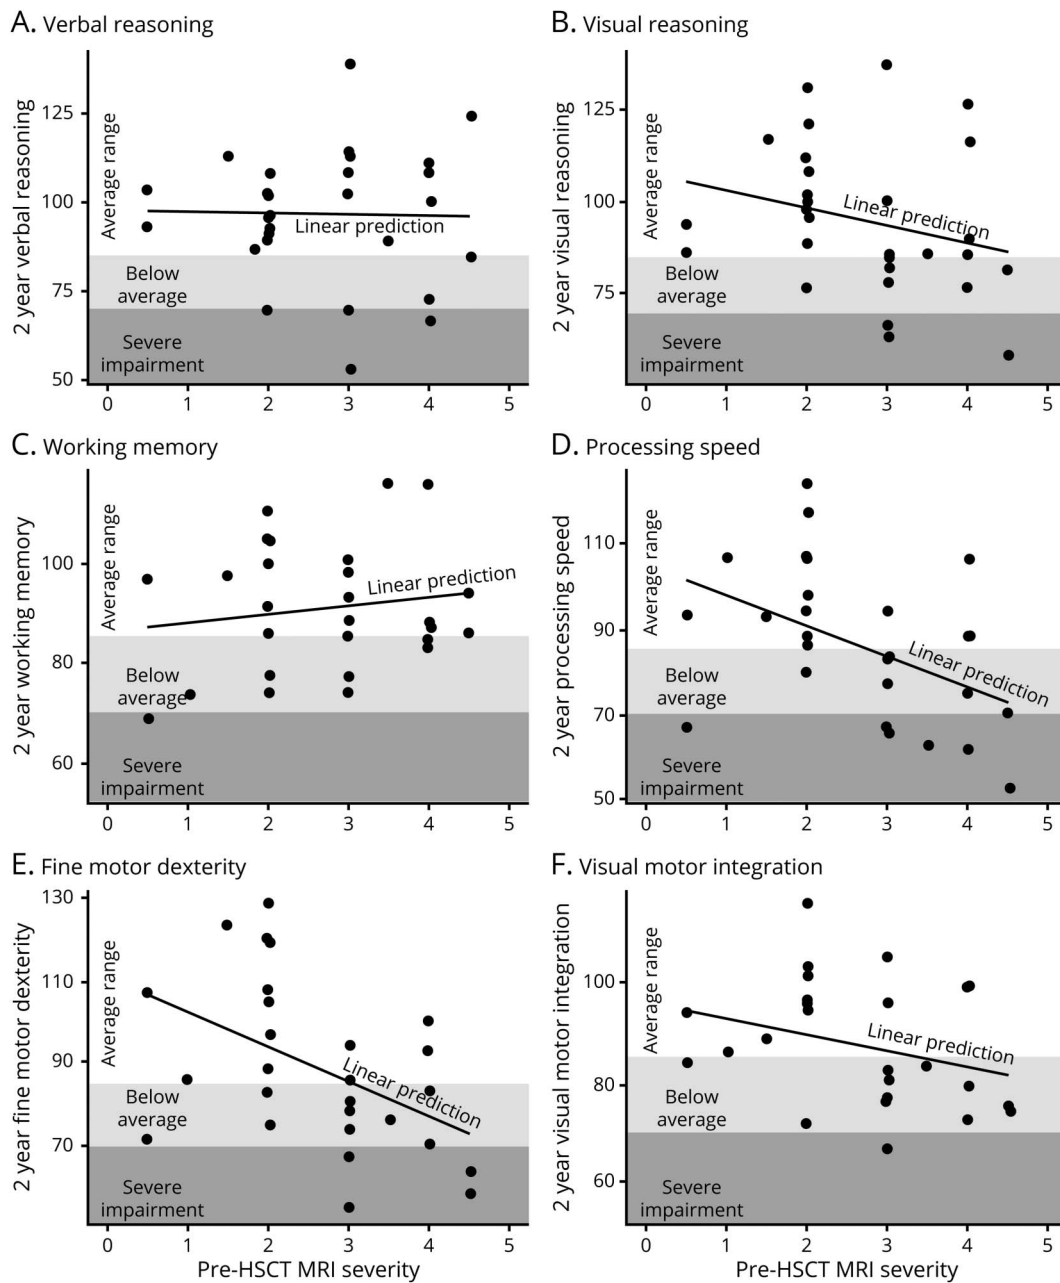 A. Verbal reasoning
2 year verbal reasoning
125
100
75
50
Average range
Linear prediction
Below
average
Severe
impairment
0 1 2 3 4 5
B. Visual reasoning
2 year visual reasoning
125
100
75
Average range
Linear prediction
Below
average
Severe
impairment
0 1 2 3 4 5
C. Working memory
2 year working memory
100
80
60
Average range
Linear prediction
Below
average
Severe
impairment
0 1 2 3 4 5
D. Processing speed
2 year processing speed
110
90
70
50
Average range
Linear prediction
Below
average
Severe
impairment
0 1 2 3 4 5
E. Fine motor dexterity
2 year fine motor dexterity
130
110
90
70
Average range
Linear prediction
Below
average
Severe
impairment
0 1 2 3 4 5
Pre-HSCT MRI severity
F. Visual motor integration
2 year visual motor integration
100
80
60
Average range
Linear prediction
Below
average
Severe
impairment
0 1 2 3 4 5
Pre-HSCT MRI severity